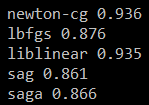 newton-cg 0.936
lbfgs 0.876
liblinear 0.935
sag 0.861
saga 0.866